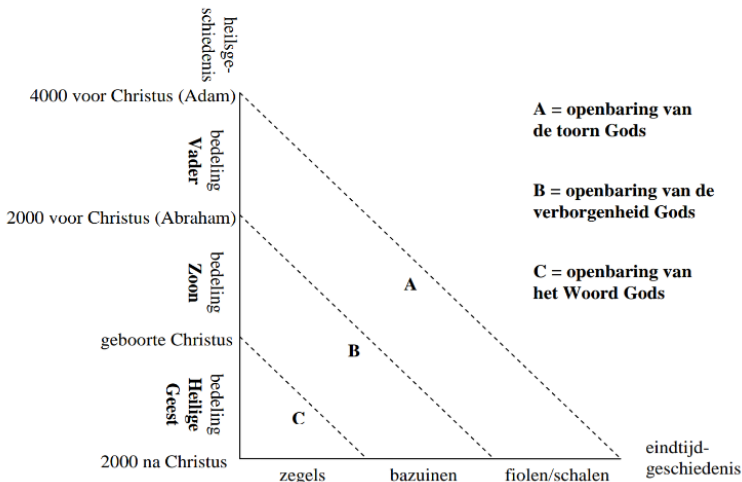 heilsge-
schiedenis
4000 voor Christus (Adam)
bedeling
Vader
2000 voor Christus (Abraham)
bedeling
Zoon
geboorte Christus
bedeling
Heilige
Geest
2000 na Christus
zegels
bazuinen
fiolen/schalen
eindtijd-
geschiedenis
A
B
C
A = openbaring van
de toorn Gods
B = openbaring van de
verborgenheid Gods
C = openbaring van
het Woord Gods